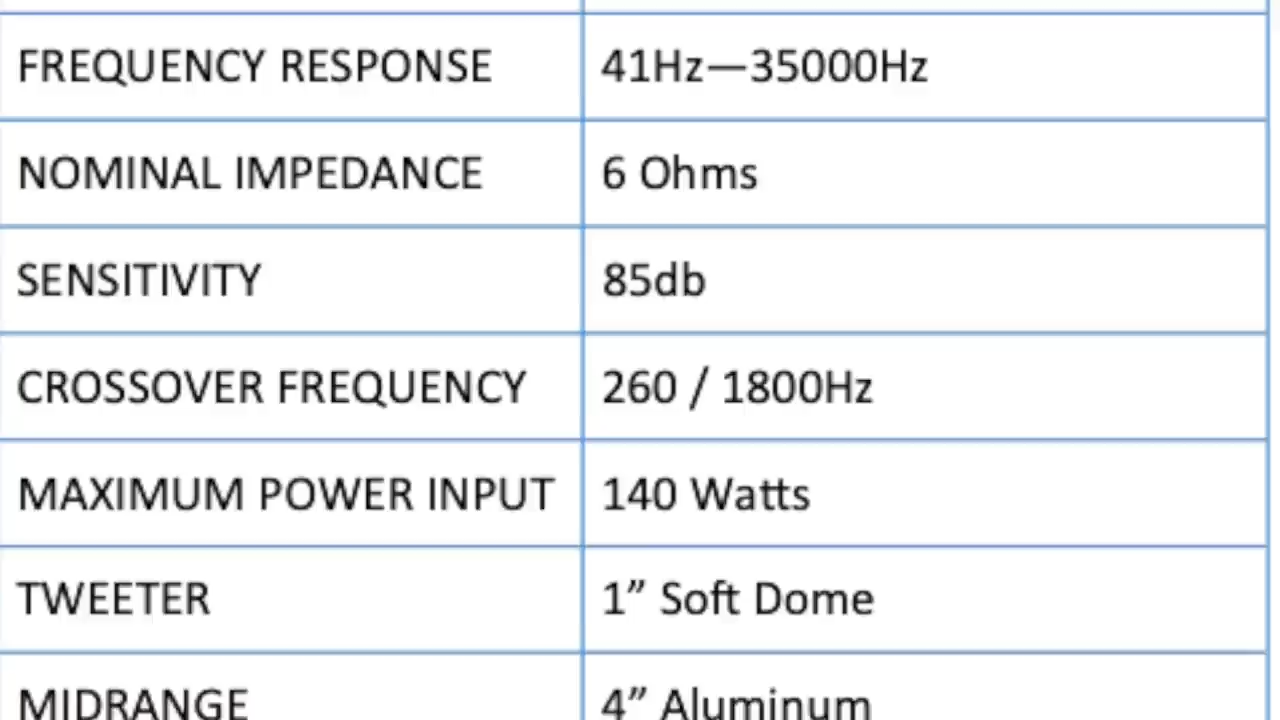 FREQUENCY RESPONSE 41Hz—35000Hz
NOMINAL IMPEDANCE 6 Ohms
SENSITIVITY 85db
CROSSOVER FREQUENCY 260 / 1800Hz
MAXIMUM POWER INPUT 140 Watts
TWEETER 1” Soft Dome
MIDRANGE 4” Aluminum